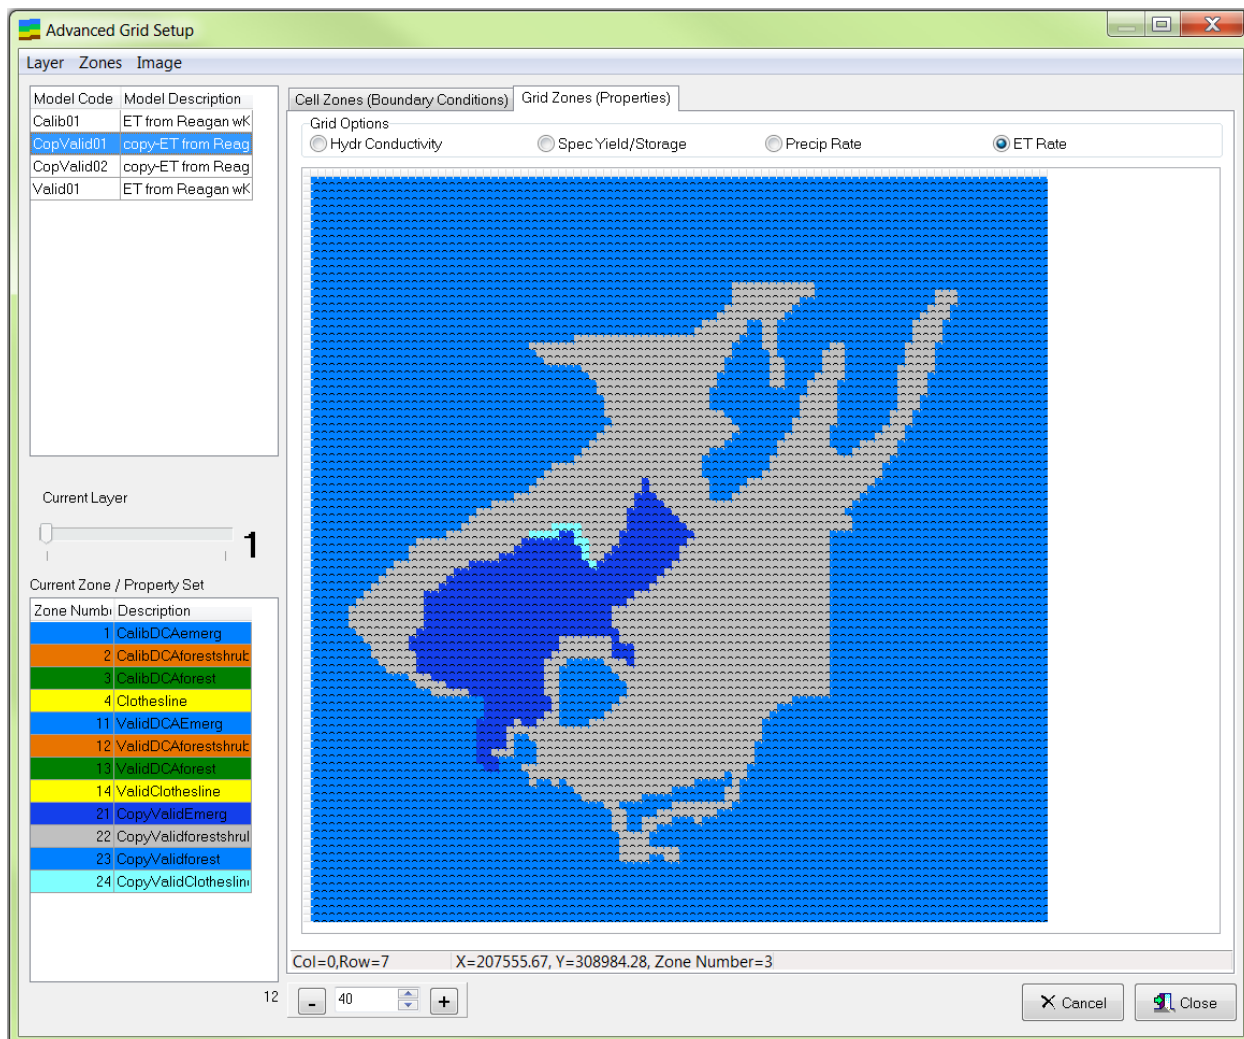 Advanced Grid Setup
Layer Zones Image
Model Code Model Description
Calib01 ET from Reagan wK
CopValid01 copy-ET from Reag
CopValid02 copy-ET from Reag
Valid01 ET from Reagan wK
Cell Zones (Boundary Conditions) Grid Zones (Properties)
Grid Options
Hydr Conductivity Spec Yield/Storage Precip Rate ET Rate
Current Layer
1
Current Zone / Property Set
Zone Numb Description
1 CalibDCAemerg
2 CalibDCAforestshrub
3 CalibDCAforest
4 Clothesline
11 ValidDCAEmerg
12 ValidDCAforestshrub
13 ValidDCAforest
14 ValidClothesline
21 CopyValidEmerg
22 CopyValidforestshrul
23 CopyValidforest
24 CopyValidClothesline
12
Col=0,Row=7 X=207555.67, Y=308984.28, Zone Number=3
- 40 +
Cancel Close